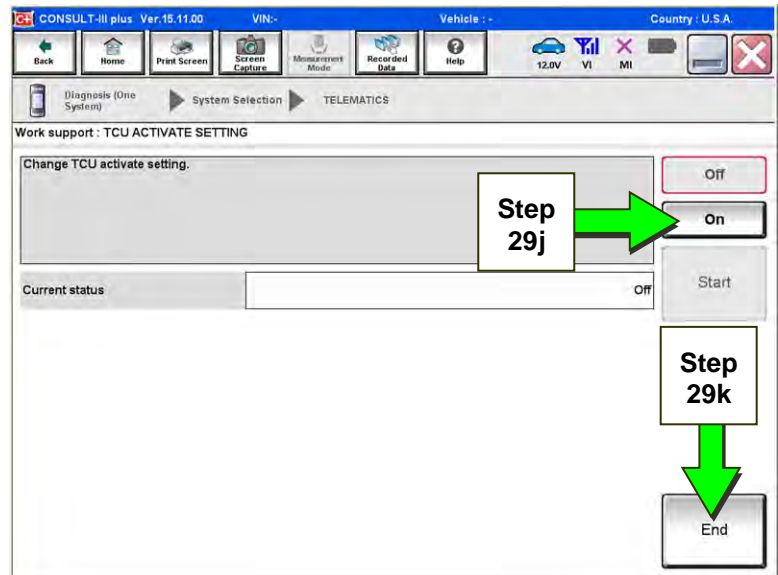 CONSULT-III plus Ver.15.11.00 VIN:- Vehicle : - Country : U.S.A.
Back Home Print Screen Screen Capture Measurement Mode Recorded Data Help 12.0V VI MI
Diagnosis (One System) System Selection TELEMATICS
Work support : TCU ACTIVATE SETTING
Change TCU activate setting.
Off
Step 29j
On
Current status Off
Start
Step 29k
End